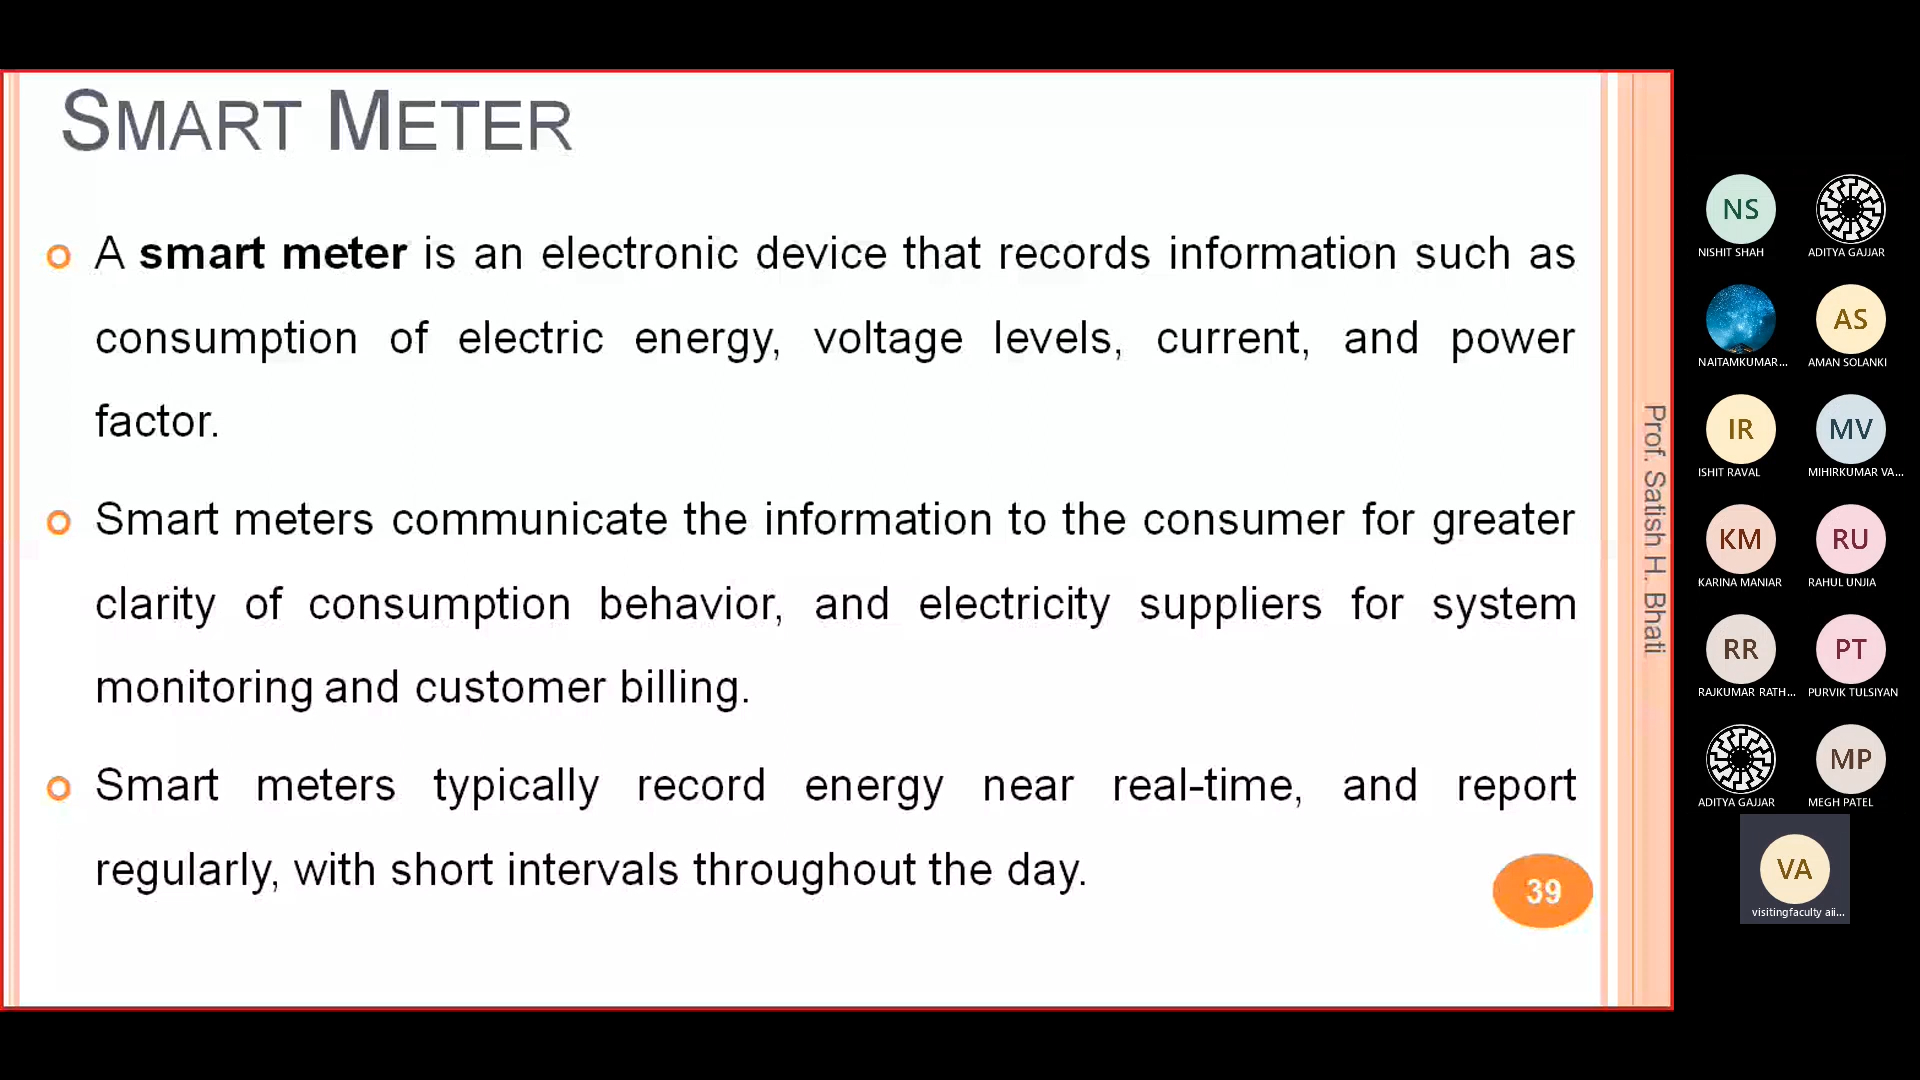 SMART METER
A smart meter is an electronic device that records information such as
consumption of electric energy, voltage levels, current, and power
factor.
Smart meters communicate the information to the consumer for greater
clarity of consumption behavior, and electricity suppliers for system
monitoring and customer billing.
Smart meters typically record energy near real-time, and report
regularly, with short intervals throughout the day.
39
Prof. Satish H. Bhati
NS
NISHIT SHAH
ADITYA GAJJAR
NAITAMKUMAR...
AS
AMAN SOLANKI
IR
ISHIT RAVAL
MV
MIHIRKUMAR VA...
KM
KARINA MANIAR
RU
RAHUL UNJIA
RR
RAJKUMAR RATH...
PT
PURVIK TULSIYAN
ADITYA GAJJAR
MP
MEGH PATEL
VA
visitingfaculty aii...